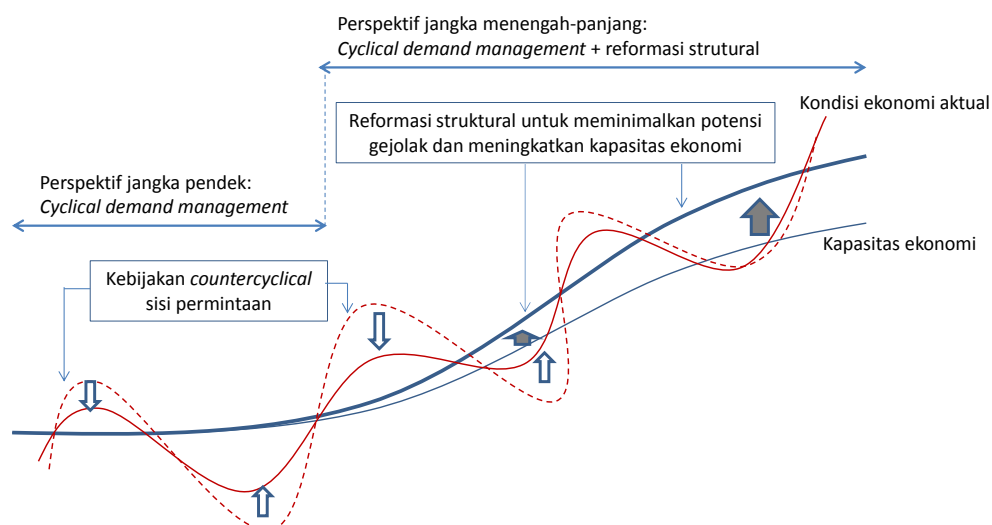 Perspektif jangka menengah-panjang:
Cyclical demand management + reformasi strutural
Kondisi ekonomi aktual
Reformasi struktural untuk meminimalkan potensi
gejolak dan meningkatkan kapasitas ekonomi
Perspektif jangka pendek:
Cyclical demand management
Kapasitas ekonomi
Kebijakan countercyclical
sisi permintaan